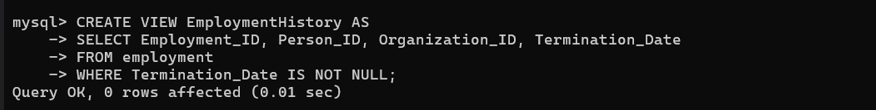 mysql> CREATE VIEW EmploymentHistory AS
    -> SELECT Employment_ID, Person_ID, Organization_ID, Termination_Date
    -> FROM employment
    -> WHERE Termination_Date IS NOT NULL;
Query OK, 0 rows affected (0.01 sec)